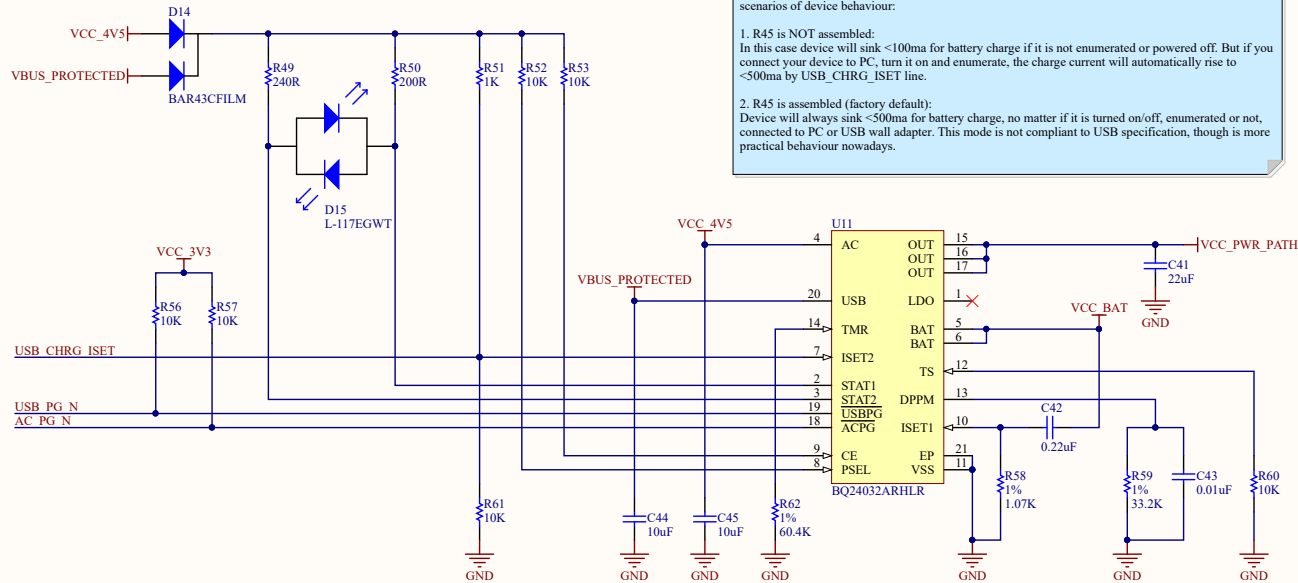 scenarios of device behaviour:
1. R45 is NOT assembled:
In this case device will sink <100ma for battery charge if it is not enumerated or powered off. But if you
connect your device to PC, turn it on and enumerate, the charge current will automatically rise to
<500ma by USB_CHRG_ISET line.
2. R45 is assembled (factory default):
Device will always sink <500ma for battery charge, no matter if it is turned on/off, enumerated or not,
connected to PC or USB wall adapter. This mode is not compliant to USB specification, though is more
practical behaviour nowadays.
D14
VCC_4V5
VBUS_PROTECTED
BAR43CFILM
R49
240R
R50
200R
R51
1K
R52
10K
R53
10K
D15
L-117EGWT
VCC_3V3
R56
10K
R57
10K
USB_CHRG_ISET
USB_PG_N
AC_PG_N
R61
10K
GND
VBUS_PROTECTED
C44
10uF
GND
VCC_4V5
C45
10uF
GND
R62
1%
60.4K
GND
U11
4 AC
20 USB
14 TMR
7 ISET2
2 STAT1
3 STAT2
19 USBPG
18 ACPG
9 CE
8 PSEL
OUT 15
OUT 16
OUT 17
LDO 1
BAT 5
BAT 6
TS 12
DPPM 13
ISET1 10
EP 21
VSS 11
BQ24032ARHLR
VCC_PWR_PATH
C41
22uF
GND
VCC_BAT
C42
0.22uF
R58
1%
1.07K
GND
R59
1%
33.2K
C43
0.01uF
GND
R60
10K
GND